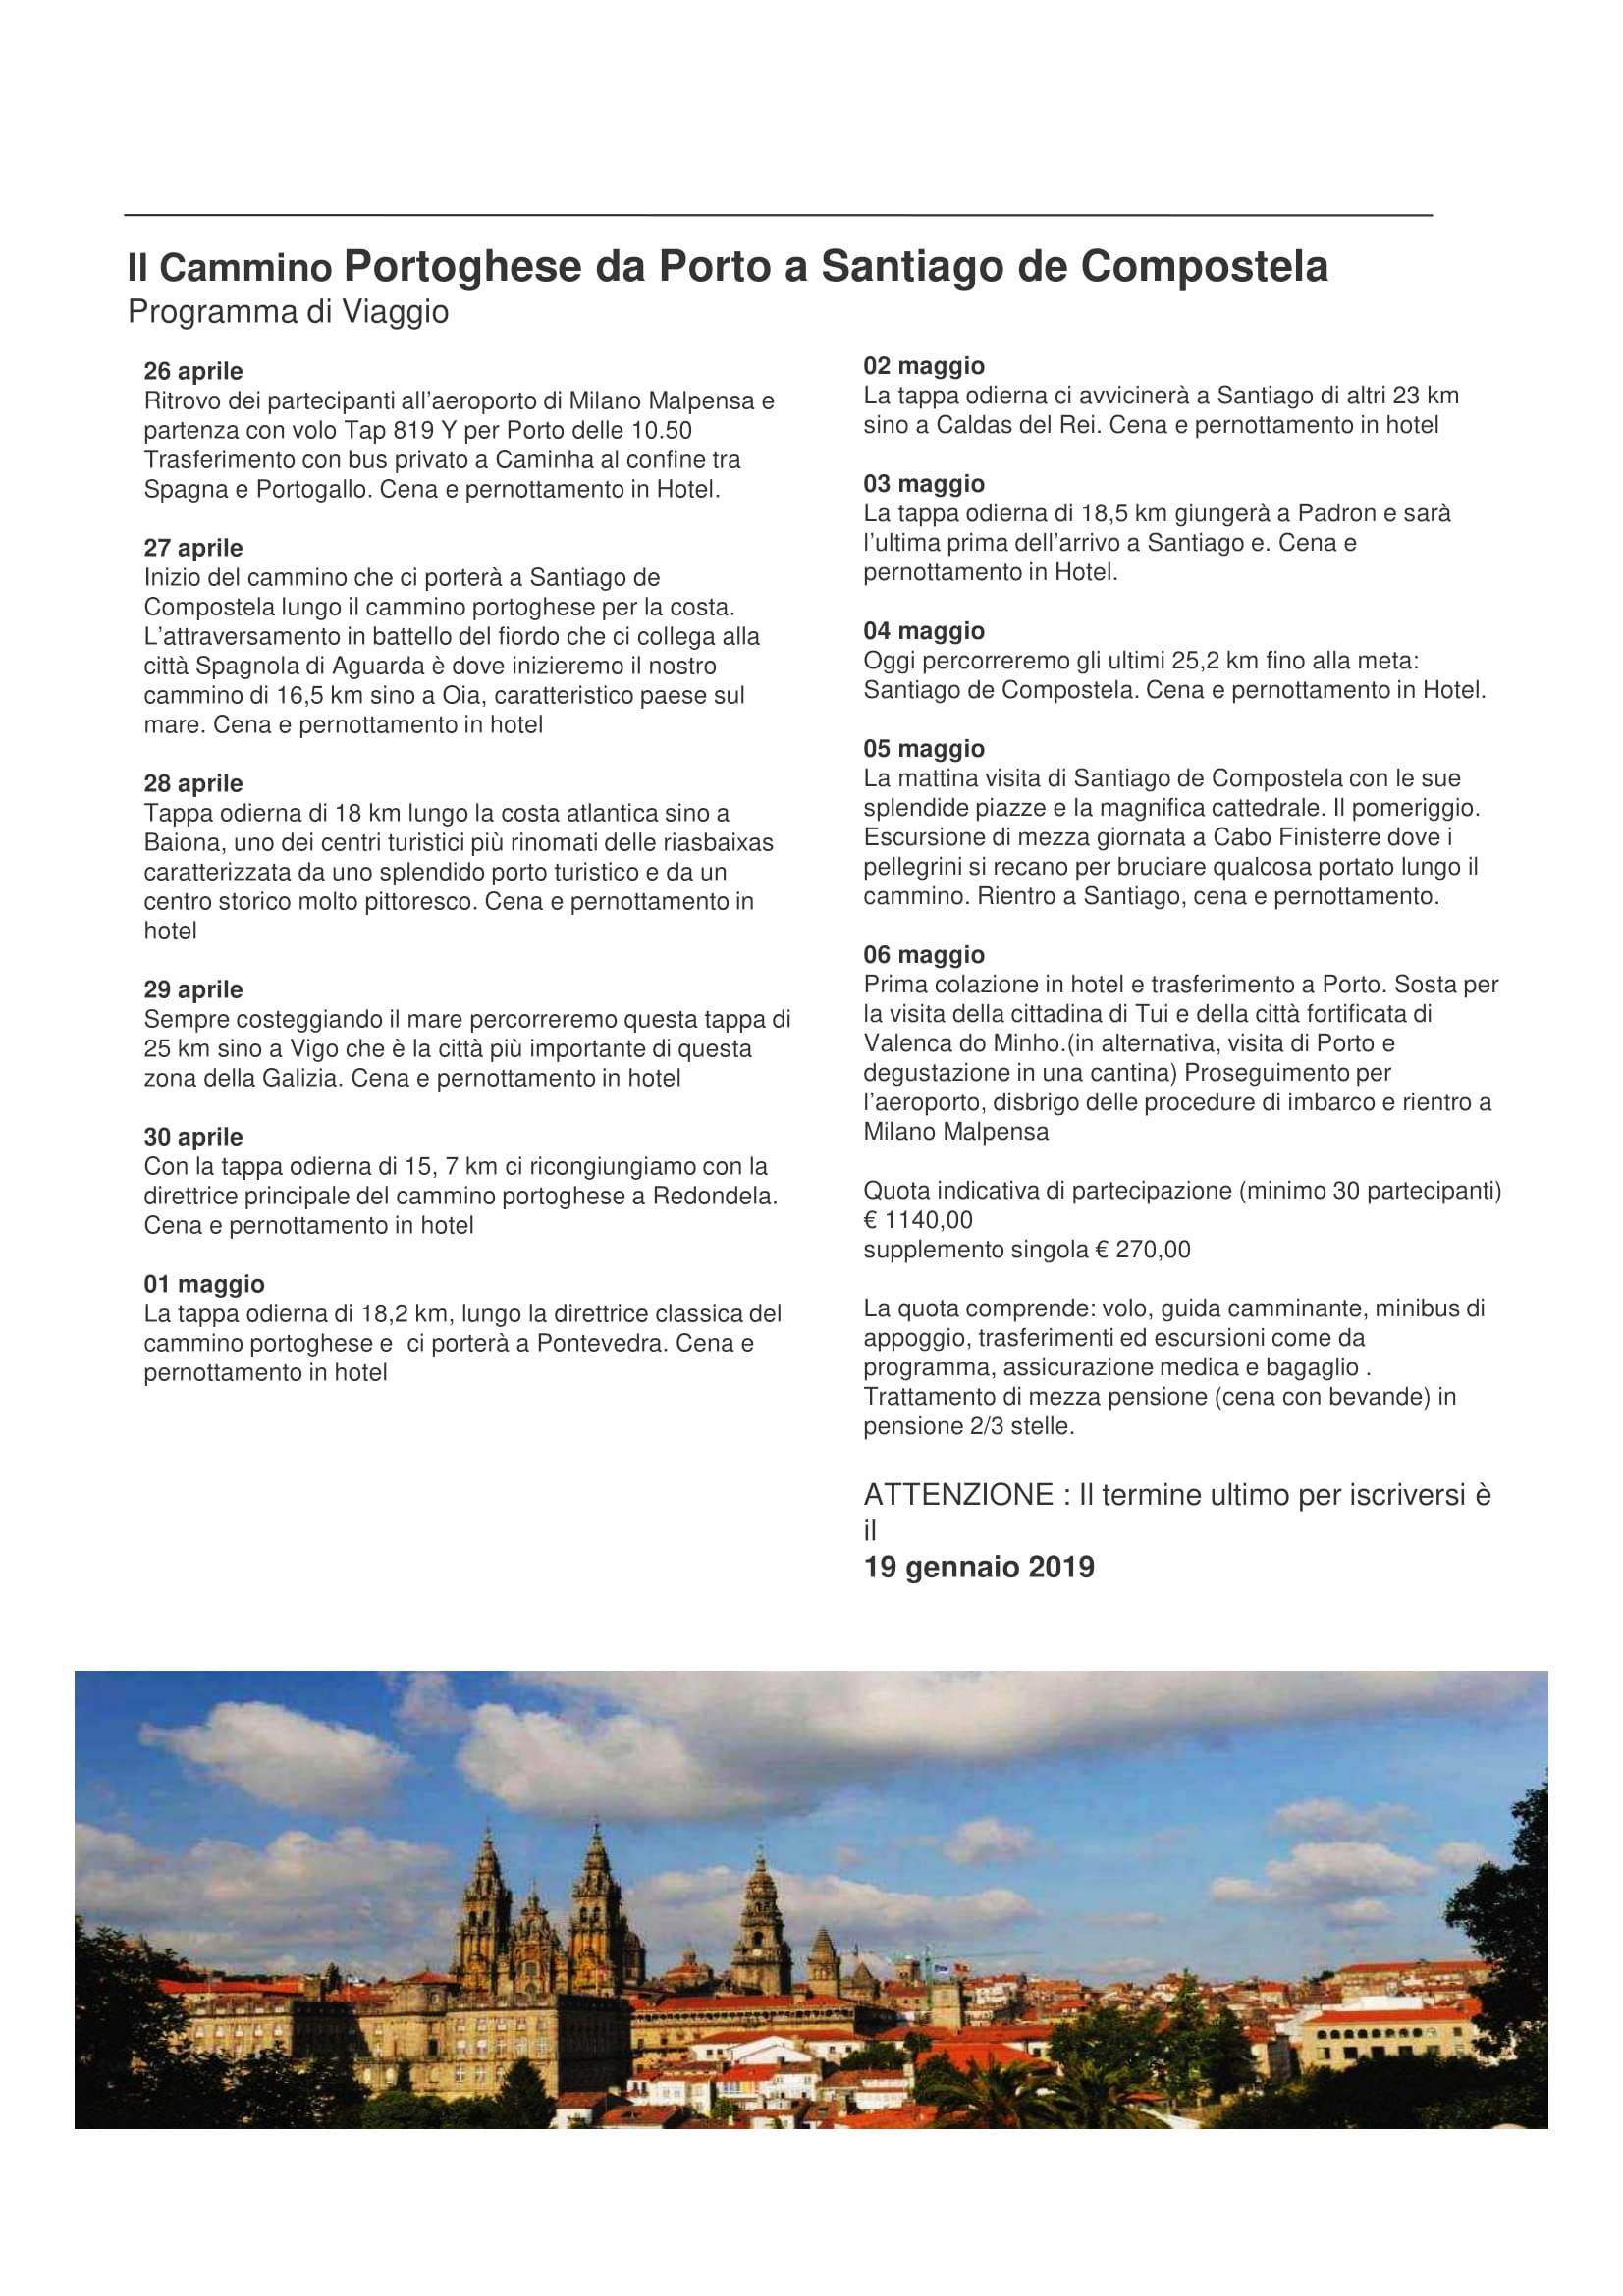 Il Cammino Portoghese da Porto a Santiago de Compostela
Programma di Viaggio
26 aprile
Ritrovo dei partecipanti all'aeroporto di Milano Malpensa e
partenza con volo Tap 819 Y per Porto delle 10.50
Trasferimento con bus privato a Caminha al confine tra
Spagna e Portogallo. Cena e pernottamento in Hotel.
27 aprile
Inizio del cammino che ci porterà a Santiago de
Compostela lungo il cammino portoghese per la costa.
L'attraversamento in battello del fiordo che ci collega alla
città Spagnola di Aguarda è dove inizieremo il nostro
cammino di 16,5 km sino a Oia, caratteristico paese sul
mare. Cena e pernottamento in hotel
28 aprile
Tappa odierna di 18 km lungo la costa atlantica sino a
Baiona, uno dei centri turistici più rinomati delle riasbaixas
caratterizzata da uno splendido porto turistico e da un
centro storico molto pittoresco. Cena e pernottamento in
hotel
29 aprile
Sempre costeggiando il mare percorreremo questa tappa di
25 km sino a Vigo che è la città più importante di questa
zona della Galizia. Cena e pernottamento in hotel
30 aprile
Con la tappa odierna di 15, 7 km ci ricongiungiamo con la
direttrice principale del cammino portoghese a Redondela.
Cena e pernottamento in hotel
01 maggio
La tappa odierna di 18,2 km, lungo la direttrice classica del
cammino portoghese e  ci porterà a Pontevedra. Cena e
pernottamento in hotel
02 maggio
La tappa odierna ci avvicinerà a Santiago di altri 23 km
sino a Caldas del Rei. Cena e pernottamento in hotel
03 maggio
La tappa odierna di 18,5 km giungerà a Padron e sarà
l'ultima prima dell'arrivo a Santiago e. Cena e
pernottamento in Hotel.
04 maggio
Oggi percorreremo gli ultimi 25,2 km fino alla meta:
Santiago de Compostela. Cena e pernottamento in Hotel.
05 maggio
La mattina visita di Santiago de Compostela con le sue
splendide piazze e la magnifica cattedrale. Il pomeriggio.
Escursione di mezza giornata a Cabo Finisterre dove i
pellegrini si recano per bruciare qualcosa portato lungo il
cammino. Rientro a Santiago, cena e pernottamento.
06 maggio
Prima colazione in hotel e trasferimento a Porto. Sosta per
la visita della cittadina di Tui e della città fortificata di
Valenca do Minho.(in alternativa, visita di Porto e
degustazione in una cantina) Proseguimento per
l'aeroporto, disbrigo delle procedure di imbarco e rientro a
Milano Malpensa
Quota indicativa di partecipazione (minimo 30 partecipanti)
€ 1140,00
supplemento singola € 270,00
La quota comprende: volo, guida camminante, minibus di
appoggio, trasferimenti ed escursioni come da
programma, assicurazione medica e bagaglio .
Trattamento di mezza pensione (cena con bevande) in
pensione 2/3 stelle.
ATTENZIONE : Il termine ultimo per iscriversi è
il
19 gennaio 2019